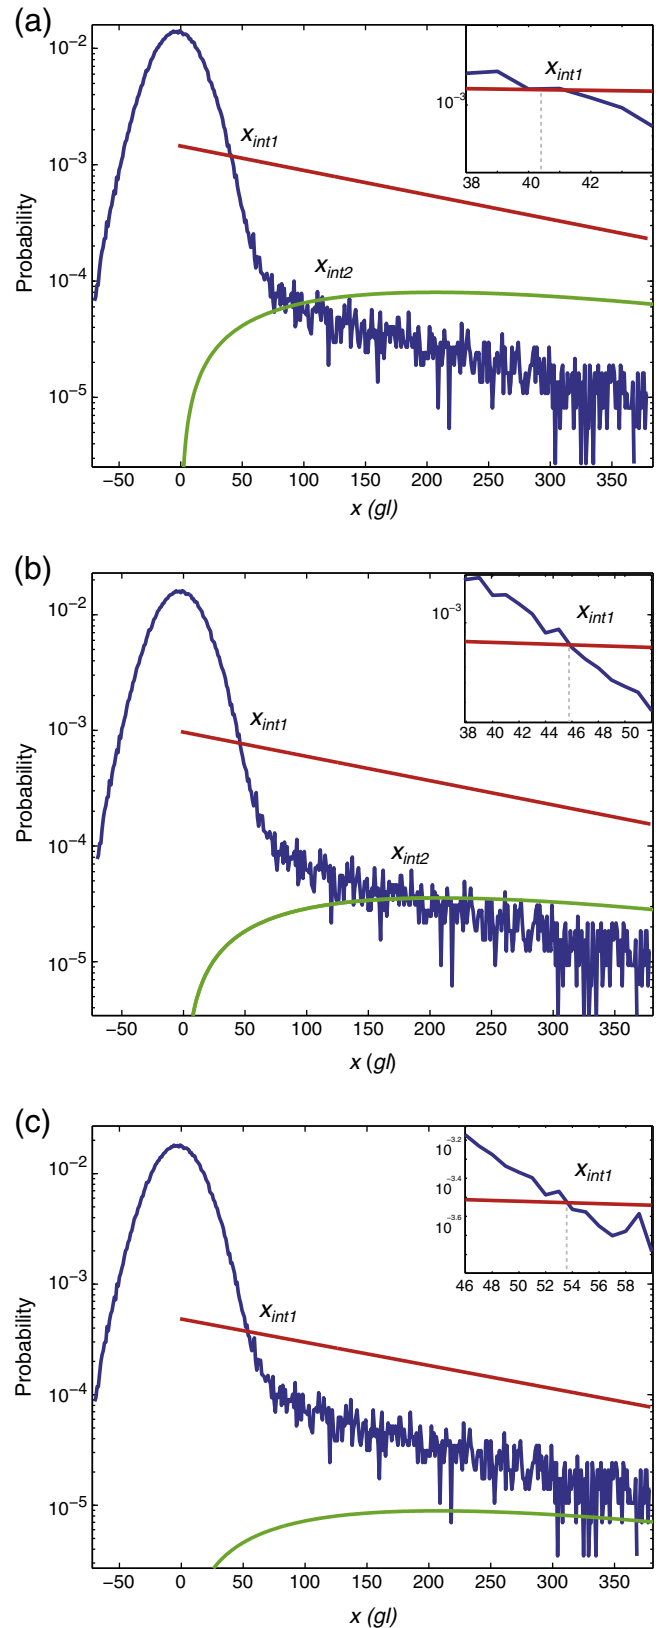 (a)
10⁻²
10⁻³
10⁻⁴
10⁻⁵
Probability
x_int1
x_int2
−50 0 50 100 150 200 250 300 350
x (gl)
x_int1
10⁻³
38 40 42
(b)
10⁻²
10⁻³
10⁻⁴
10⁻⁵
Probability
x_int1
x_int2
−50 0 50 100 150 200 250 300 350
x (gl)
x_int1
10⁻³
38 40 42 44 46 48 50
(c)
10⁻²
10⁻³
10⁻⁴
10⁻⁵
Probability
x_int1
−50 0 50 100 150 200 250 300 350
x (gl)
x_int1
10^−3.2
10^−3.4
10^−3.6
46 48 50 52 54 56 58